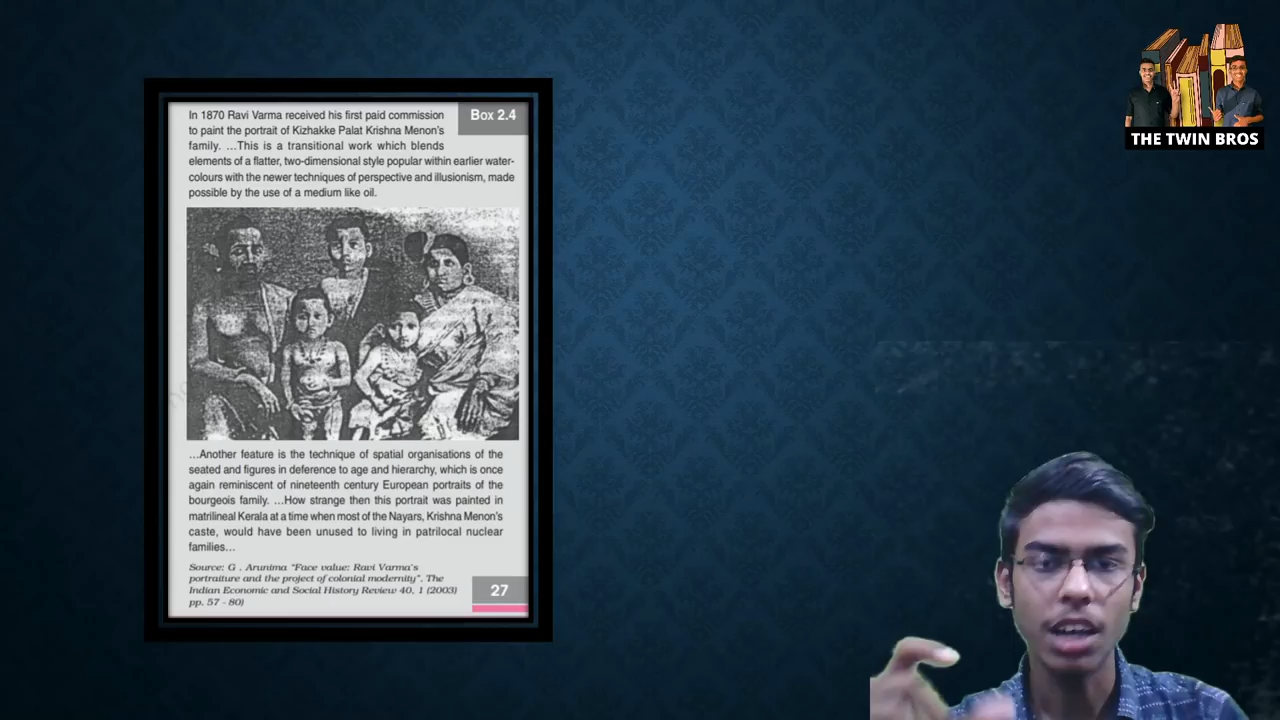 In 1870 Ravi Varma received his first paid commission
Box 2.4
to paint the portrait of Kizhakke Palat Krishna Menon's
family. ...This is a transitional work which blends
elements of a flatter, two-dimensional style popular within earlier water-
colours with the newer techniques of perspective and illusionism, made
possible by the use of a medium like oil.
...Another feature is the technique of spatial organisations of the
seated and figures in deference to age and hierarchy, which is once
again reminiscent of nineteenth century European portraits of the
bourgeois family. ...How strange then this portrait was painted in
matrilineal Kerala at a time when most of the Nayars, Krishna Menon's
caste, would have been unused to living in patrilocal nuclear
families...
Source: G . Arunima "Face value: Ravi Varma's
portraiture and the project of colonial modernity". The
Indian Economic and Social History Review 40, 1 (2003)
pp. 57 - 80)
27
THE TWIN BROS